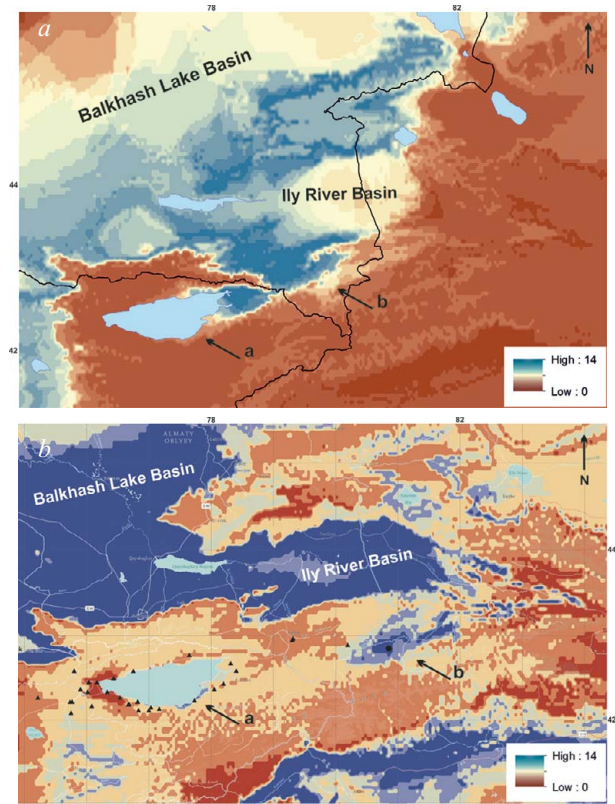 78
82
a
N
Balkhash Lake Basin
44
Ily River Basin
b
a
42
High : 14
Low : 0
78
82
b
ALMATY
OBLYSY
N
Balkhash Lake Basin
44
Ily River Basin
b
a
42
High : 14
Low : 0